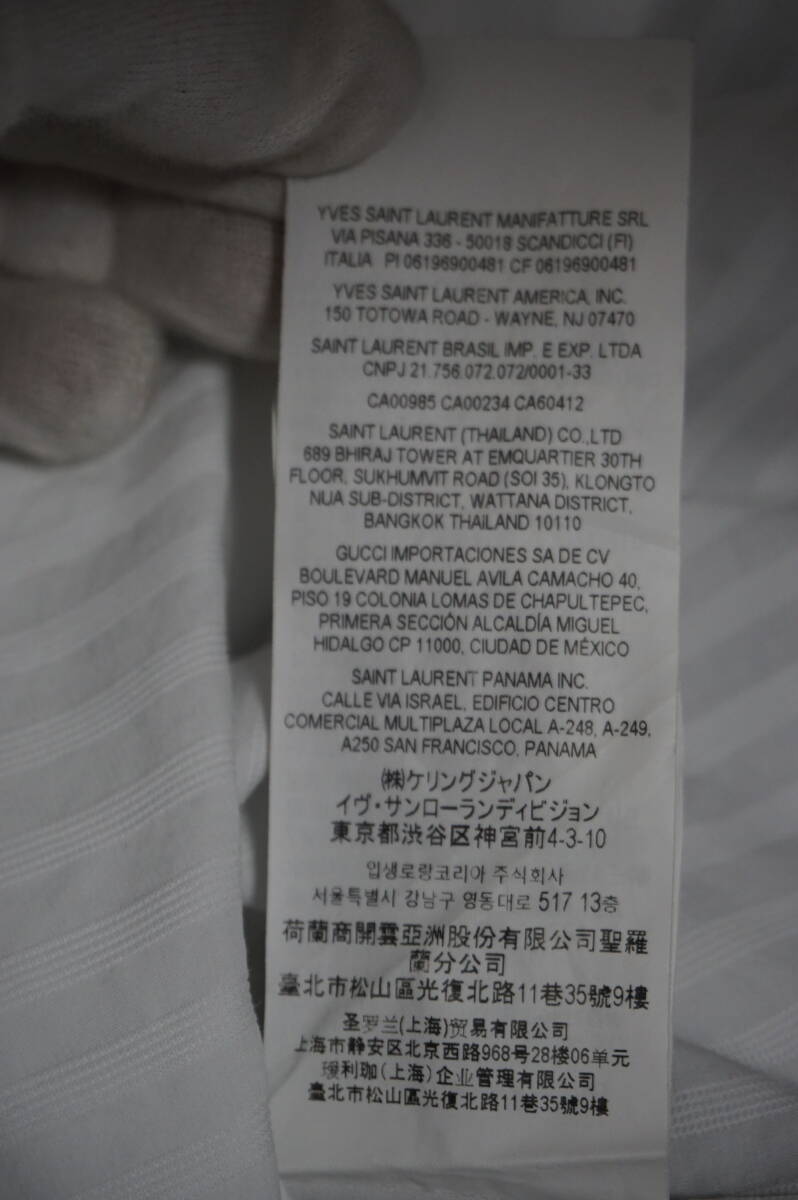 YVES SAINT LAURENT MANIFATTURE SRL
VIA PISANA 336 - 50018 SCANDICCI (FI)
ITALIA PI 06196900481 CF 06196900481
YVES SAINT LAURENT AMERICA, INC.
150 TOTOWA ROAD - WAYNE, NJ 07470
SAINT LAURENT BRASIL IMP. E EXP. LTDA
CNPJ 21.756.072.072/0001-33
CA00985 CA00234 CA60412
SAINT LAURENT (THAILAND) CO.,LTD
689 BHIRAJ TOWER AT EMQUARTIER 30TH
FLOOR, SUKHUMVIT ROAD (SOI 35), KLONGTO
NUA SUB-DISTRICT, WATTANA DISTRICT,
BANGKOK THAILAND 10110
GUCCI IMPORTACIONES SA DE CV
BOULEVARD MANUEL AVILA CAMACHO 40,
PISO 19 COLONIA LOMAS DE CHAPULTEPEC,
PRIMERA SECCIÓN ALCALDÍA MIGUEL
HIDALGO CP 11000, CIUDAD DE MÉXICO
SAINT LAURENT PANAMA INC.
CALLE VIA ISRAEL, EDIFICIO CENTRO
COMERCIAL MULTIPLAZA LOCAL A-248, A-249,
A250 SAN FRANCISCO, PANAMA
㈱ケリングジャパン
イヴ・サンローランディビジョン
東京都渋谷区神宮前4-3-10
입생로랑코리아 주식회사
서울특별시 강남구 영동대로 517 13층
荷蘭商開雲亞洲股份有限公司聖羅
蘭分公司
臺北市松山區光復北路11巷35號9樓
圣罗兰(上海)贸易有限公司
上海市静安区北京西路968号28楼06单元
瑷利珈(上海)企业管理有限公司
臺北市松山區光復北路11巷35號9樓